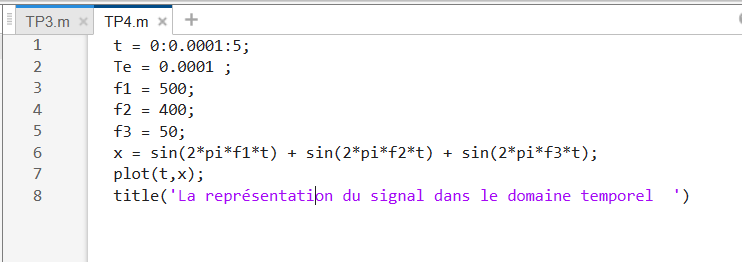 TP3.m × TP4.m × +
1 t = 0:0.0001:5;
2 Te = 0.0001 ;
3 f1 = 500;
4 f2 = 400;
5 f3 = 50;
6 x = sin(2*pi*f1*t) + sin(2*pi*f2*t) + sin(2*pi*f3*t);
7 plot(t,x);
8 title('La représentation du signal dans le domaine temporel  ')